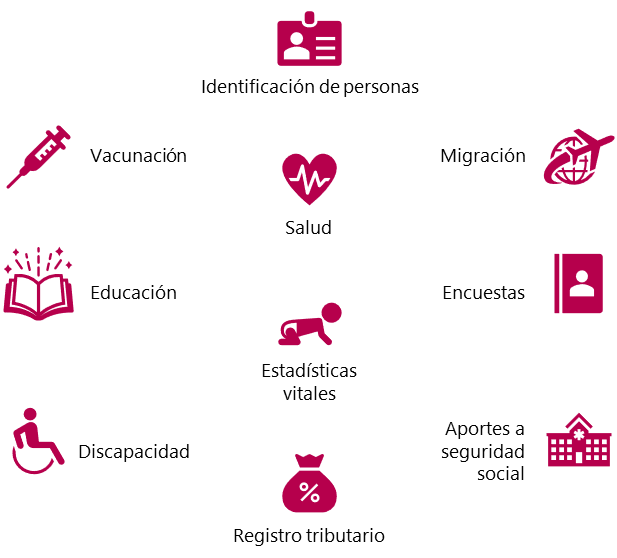 Identificación de personas
Vacunación
Migración
Salud
Educación
Encuestas
Estadísticas
vitales
Discapacidad
Aportes a
seguridad
social
%
Registro tributario